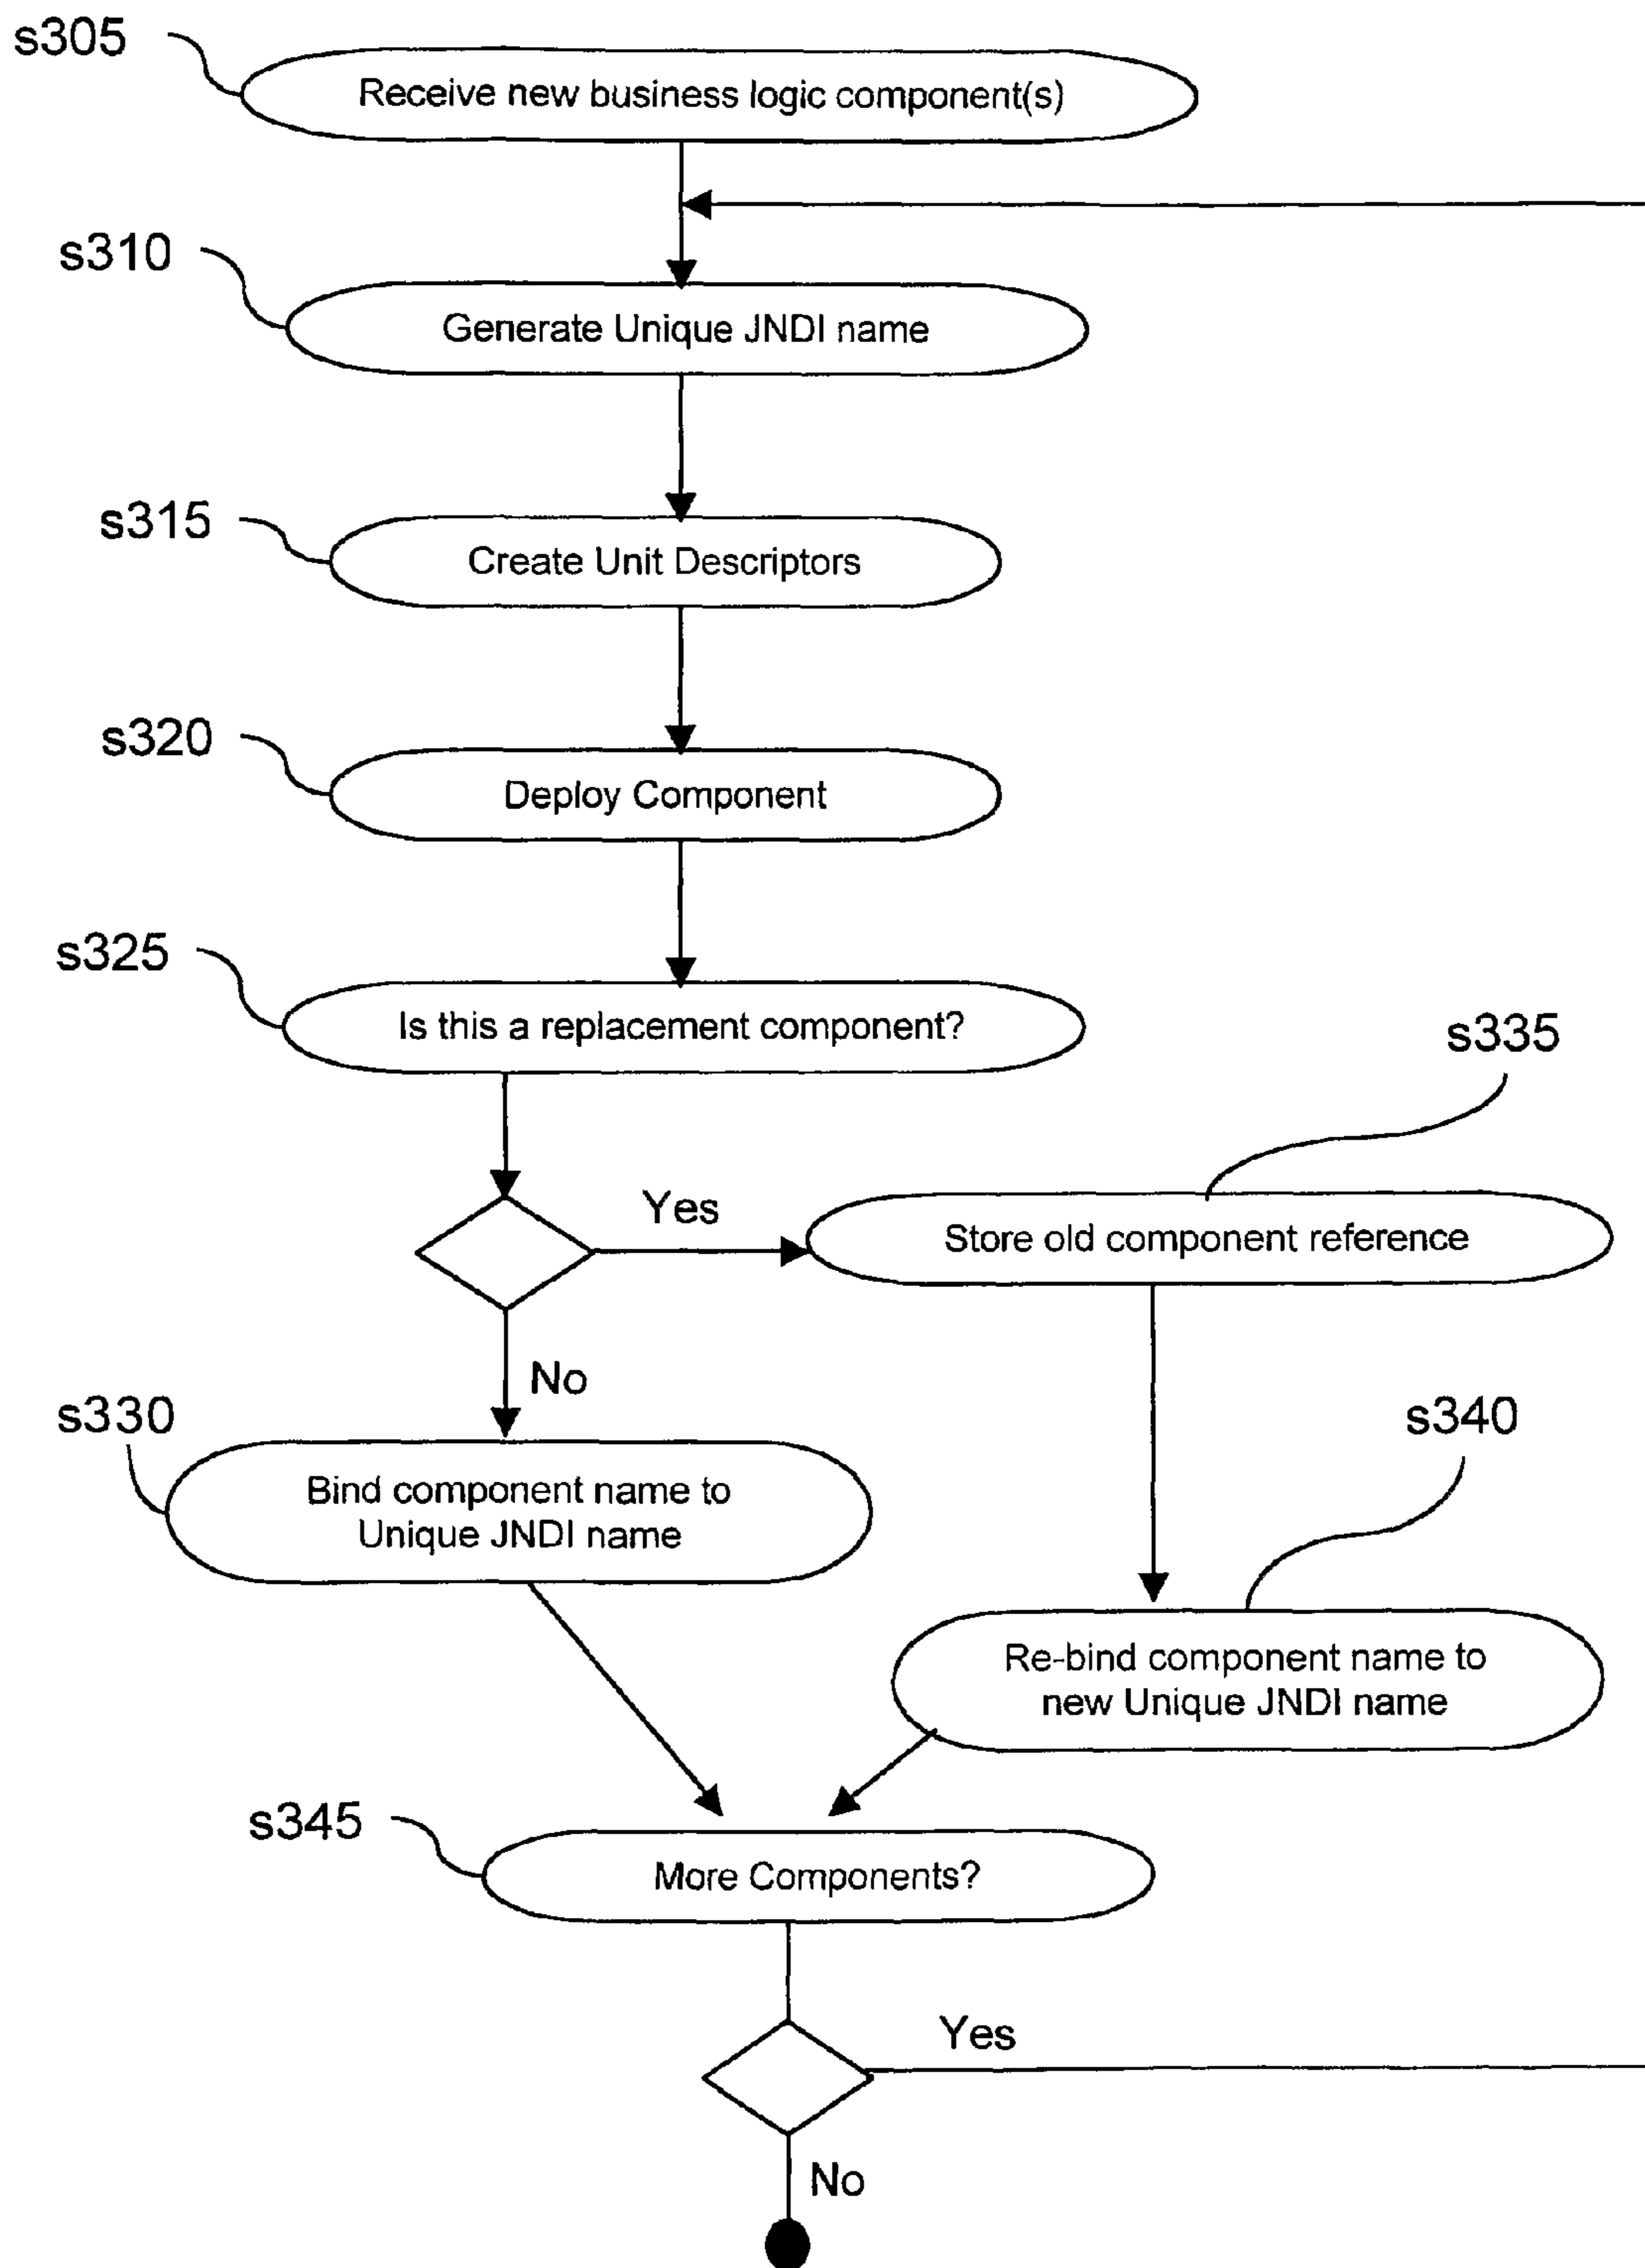 s305
Receive new business logic component(s)
s310
Generate Unique JNDI name
s315
Create Unit Descriptors
s320
Deploy Component
s325
Is this a replacement component?
s335
Yes
Store old component reference
No
s330
Bind component name to
Unique JNDI name
s340
Re-bind component name to
new Unique JNDI name
s345
More Components?
Yes
No